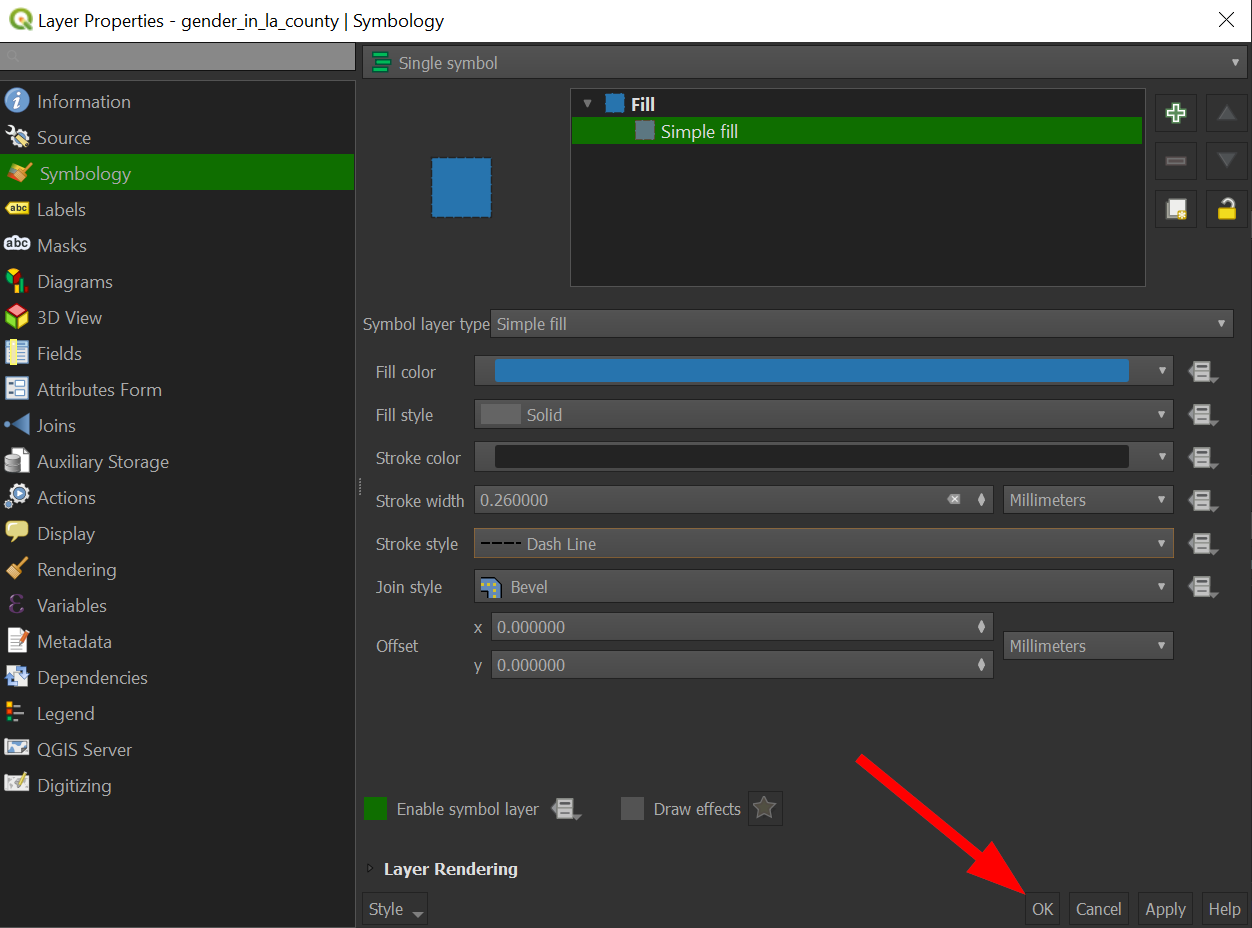 Layer Properties - gender_in_la_county | Symbology
Information
Source
Symbology
abc Labels
abc Masks
Diagrams
3D View
Fields
Attributes Form
Joins
Auxiliary Storage
Actions
Display
Rendering
Variables
Metadata
Dependencies
Legend
QGIS Server
Digitizing
Single symbol
Fill
Simple fill
Symbol layer type Simple fill
Fill color
Fill style Solid
Stroke color
Stroke width 0.260000 Millimeters
Stroke style Dash Line
Join style Bevel
Offset x 0.000000 Millimeters
y 0.000000
Enable symbol layer Draw effects
Layer Rendering
Style OK Cancel Apply Help